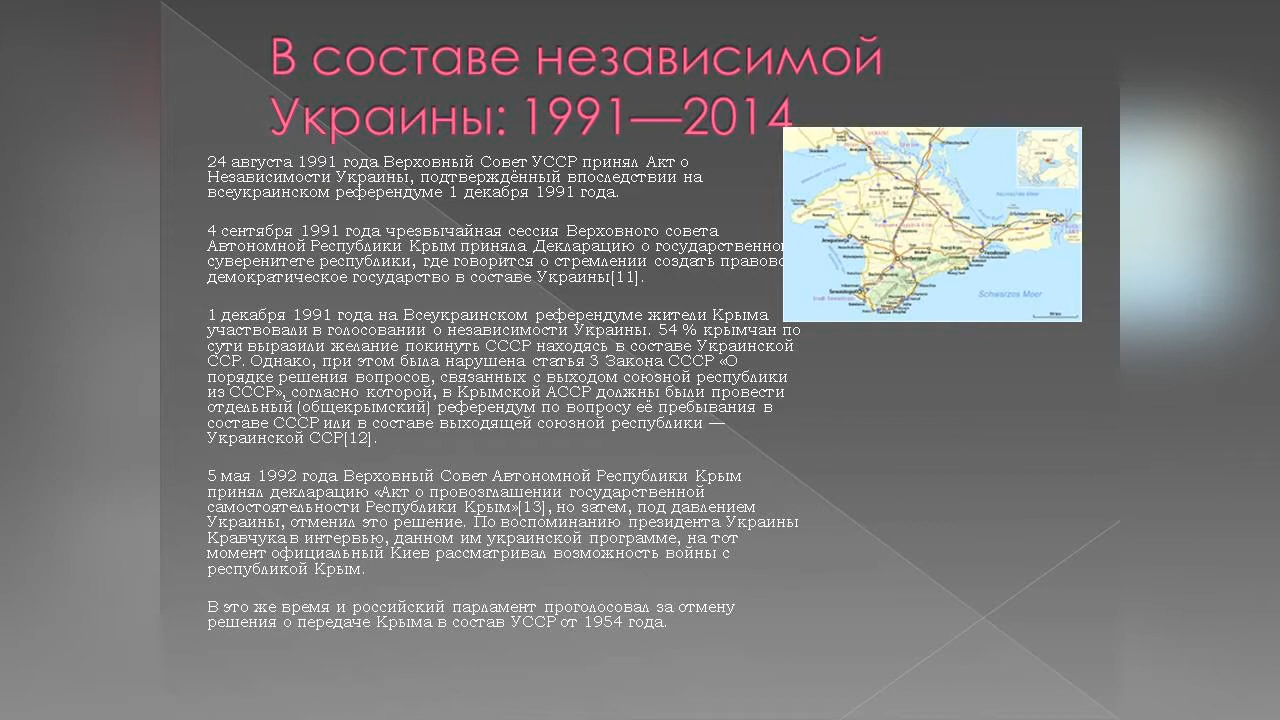 В составе независимой
Украины: 1991—2014
24 августа 1991 года Верховный Совет УССР принял Акт о
Независимости Украины, подтверждённый впоследствии на
всеукраинском референдуме 1 декабря 1991 года.
4 сентября 1991 года чрезвычайная сессия Верховного совета
Автономной Республики Крым приняла Декларацию о
суверенитете республики, где говорится о стремлении создать
демократическое государство в составе Украины[11].
1 декабря 1991 года на Всеукраинском референдуме жители Крыма
участвовали в голосовании о независимости Украины. 54 % крымчан по
сути выразили желание покинуть СССР находясь в составе Украинской
ССР. Однако, при этом была нарушена статья 3 Закона СССР «О
порядке решения вопросов, связанных с выходом союзной республики
из СССР», согласно которой, в Крымской АССР должны были провести
отдельный (общекрымский) референдум по вопросу её пребывания в
составе СССР или в составе выходящей союзной республики —
Украинской ССР[12].
5 мая 1992 года Верховный Совет Автономной Республики Крым
принял декларацию «Акт о провозглашении государственной
самостоятельности Республики Крым»[13], но затем, под давлением
Украины, отменил это решение. По воспоминанию президента Украины
Кравчука в интервью, данном им украинской программе, на тот
момент официальный Киев рассматривал возможность войны с
республикой Крым.
В это же время и российский парламент проголосовал за отмену
решения о передаче Крыма в состав УССР от 1954 года.
Schwarzes Meer